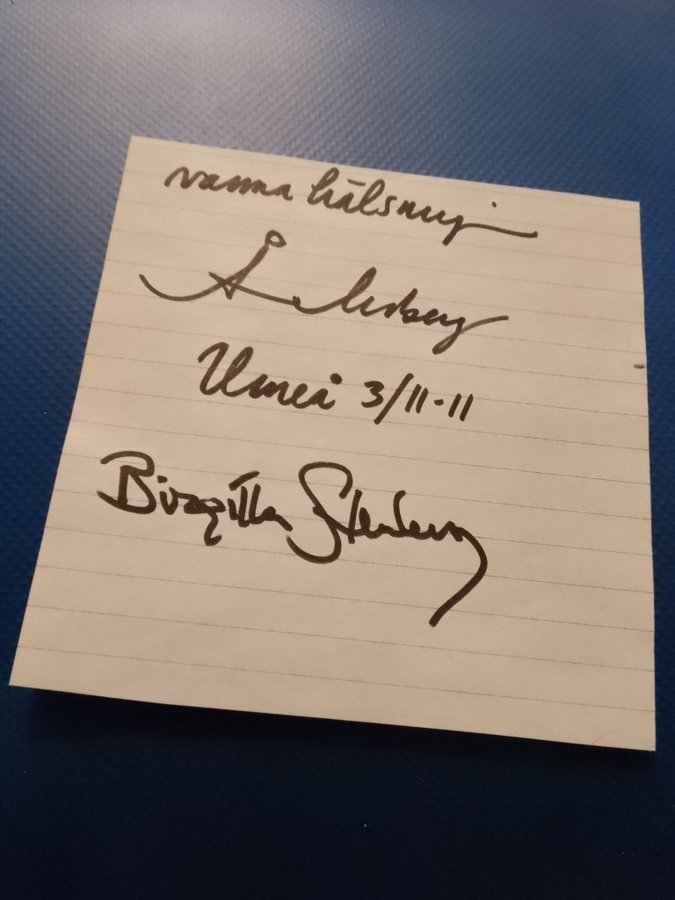 varma hälsningar
Å
Umeå 3/11-11
Birgitta Stenberg